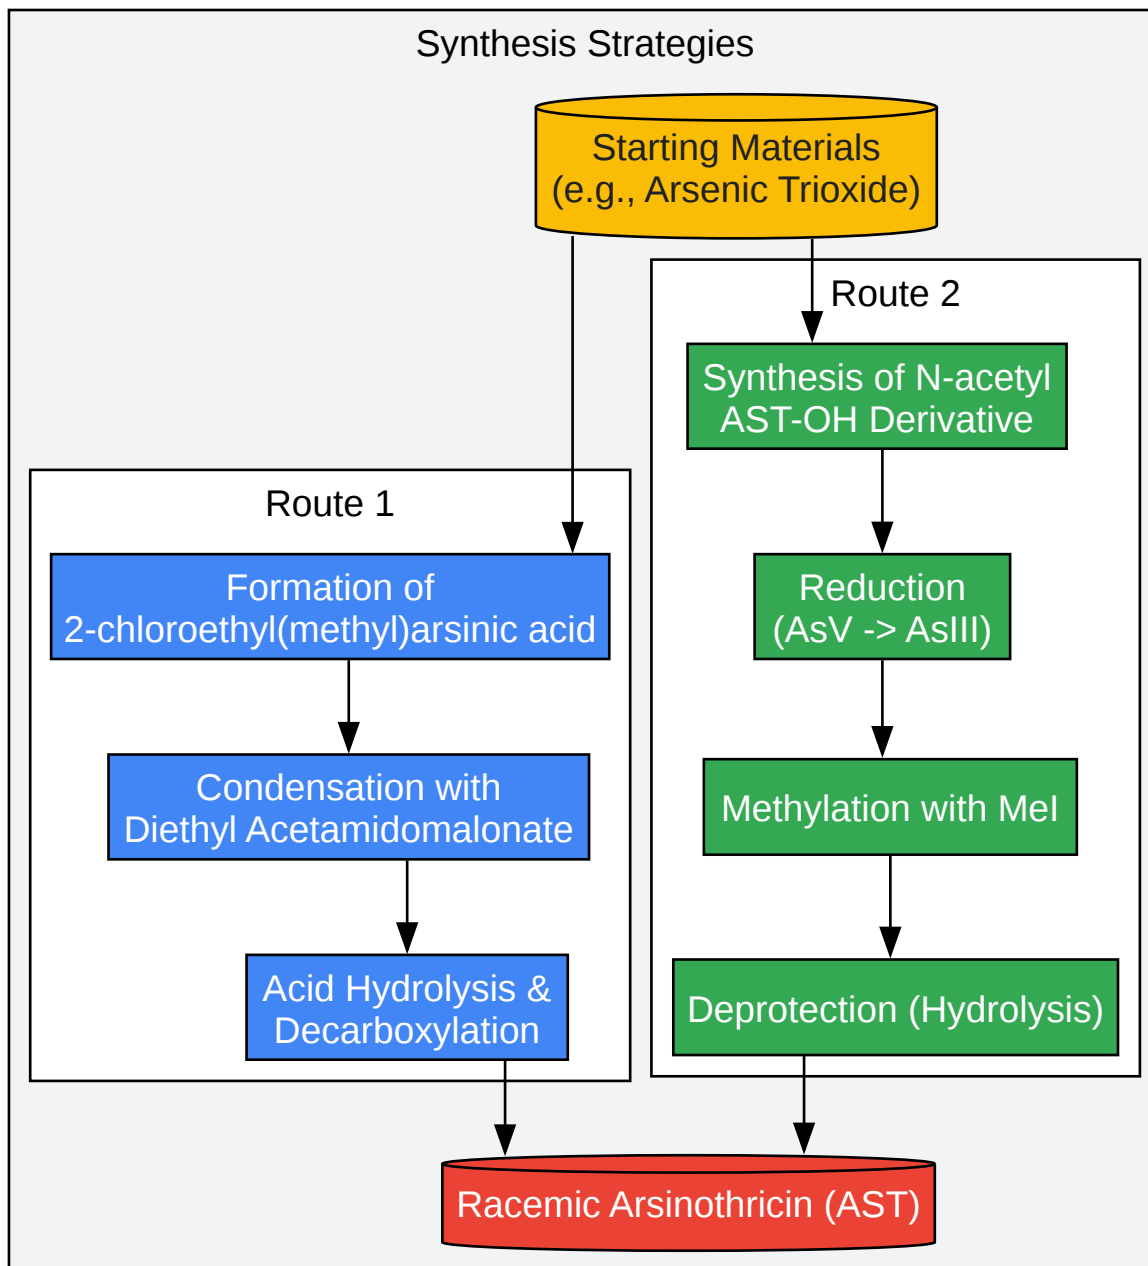 Synthesis Strategies
Starting Materials
(e.g., Arsenic Trioxide)
Route 1
Formation of
2-chloroethyl(methyl)arsinic acid
Condensation with
Diethyl Acetamidomalonate
Acid Hydrolysis &
Decarboxylation
Route 2
Synthesis of N-acetyl
AST-OH Derivative
Reduction
(AsV -> AsIII)
Methylation with MeI
Deprotection (Hydrolysis)
Racemic Arsinothricin (AST)